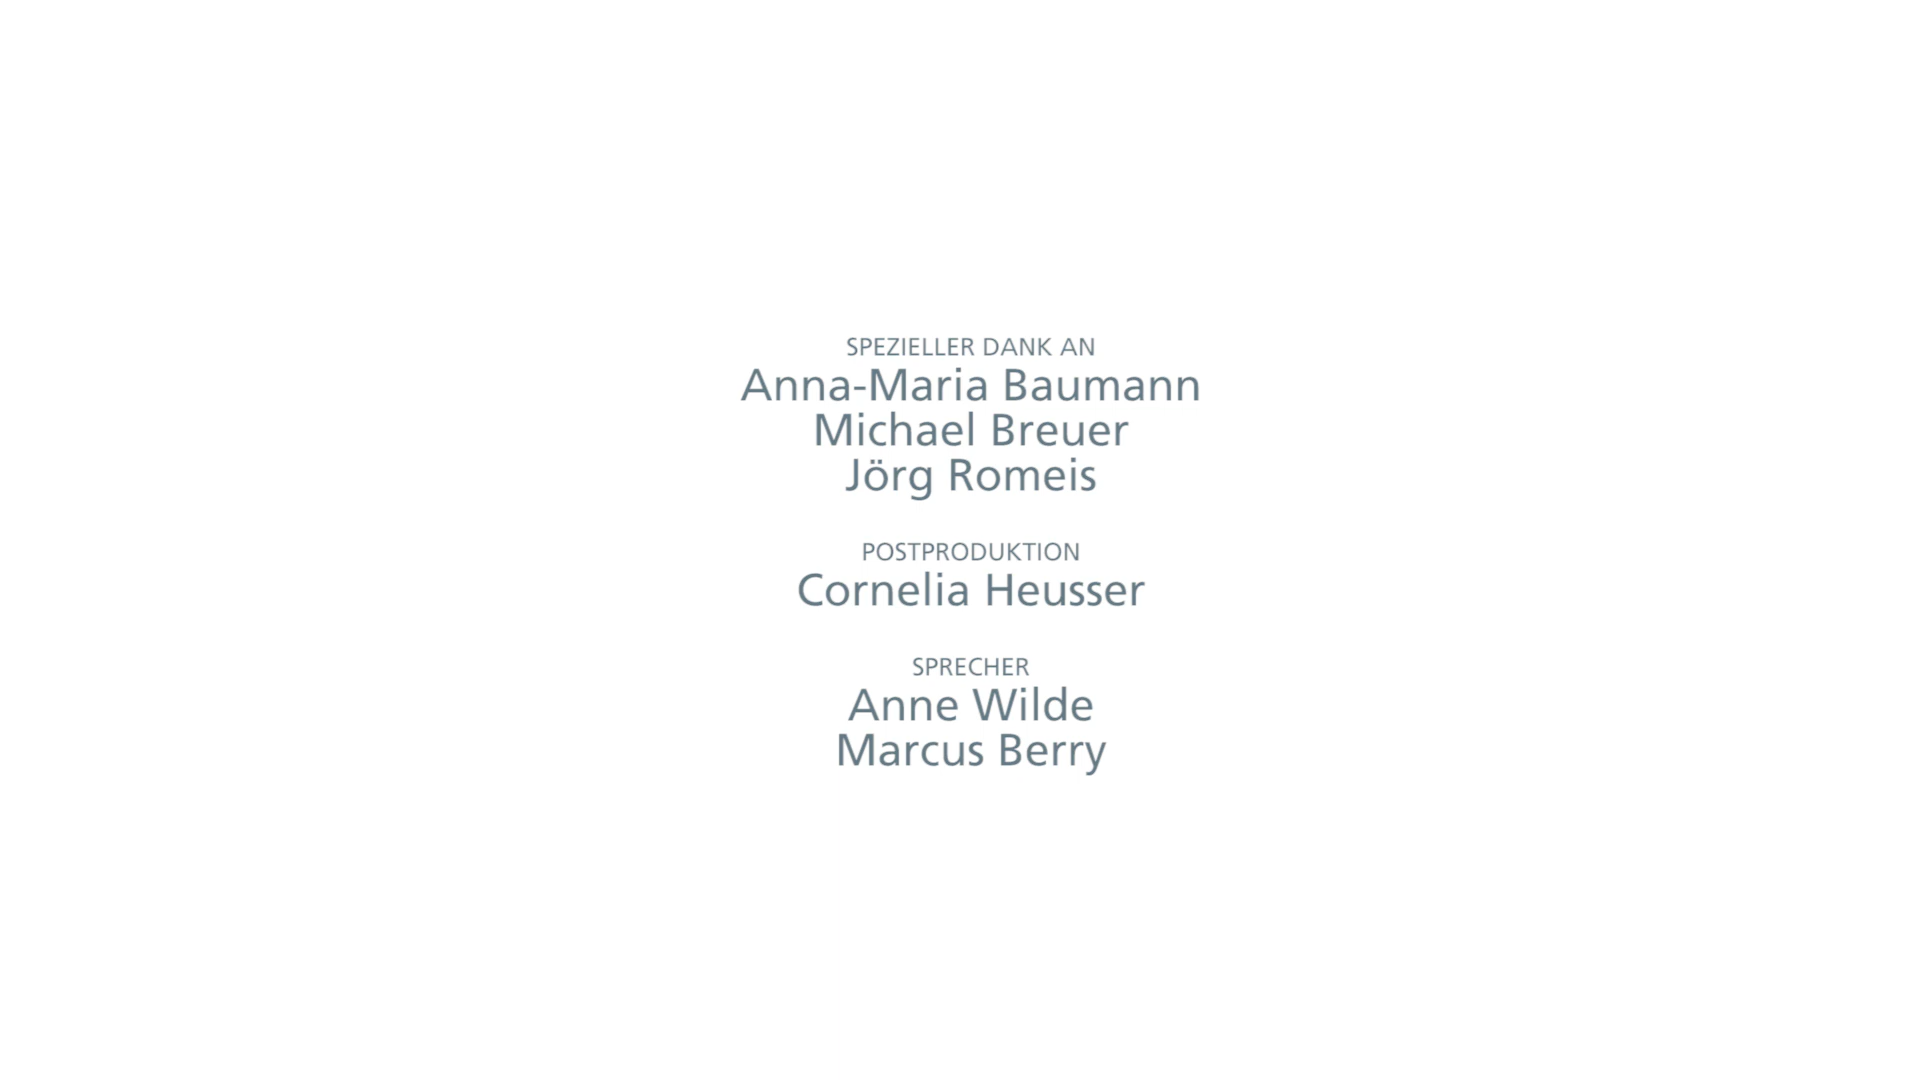 SPEZIELLER DANK AN
Anna-Maria Baumann
Michael Breuer
Jörg Romeis
POSTPRODUKTION
Cornelia Heusser
SPRECHER
Anne Wilde
Marcus Berry